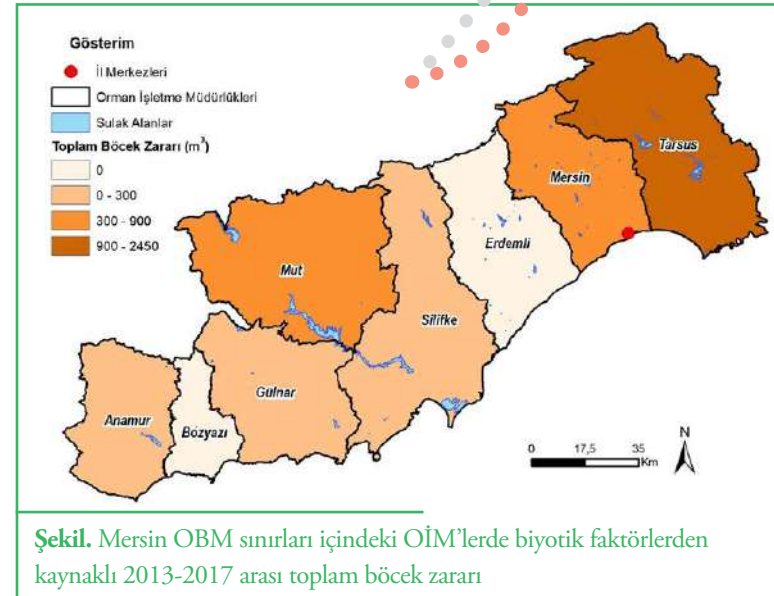 Gösterim
İl Merkezleri
Orman İşletme Müdürlükleri
Sulak Alanlar
Toplam Böcek Zararı (m³)
0
0 - 300
300 - 900
900 - 2450
Tarsus
Mersin
Erdemli
Mut
Silifke
Gülnar
Anamur
Bozyazı
0 17,5 35
Km
N
Şekil. Mersin OBM sınırları içindeki OİM’lerde biyotik faktörlerden
kaynaklı 2013-2017 arası toplam böcek zararı